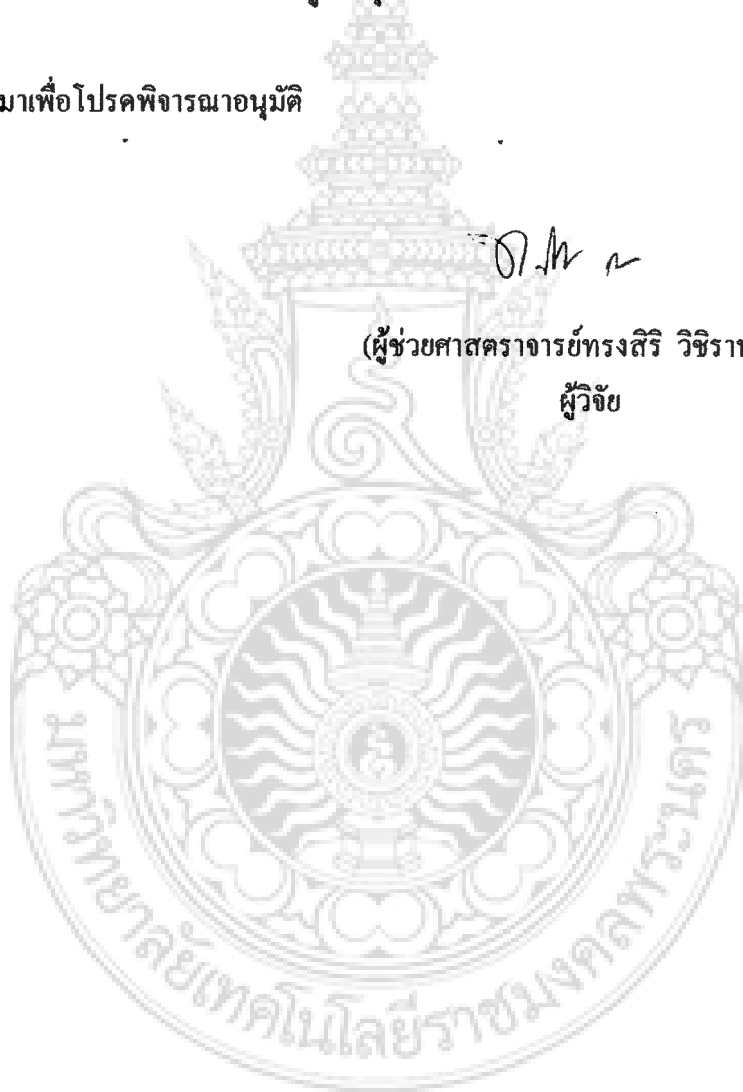 มาเพื่อโปรดพิจารณาอนุมัติ
(ผู้ช่วยศาสตราจารย์ทรงสิริ วิชิรา
ผู้วิจัย
มหาวิทยาลัยเทคโนโลยีราชมงคลพระนคร